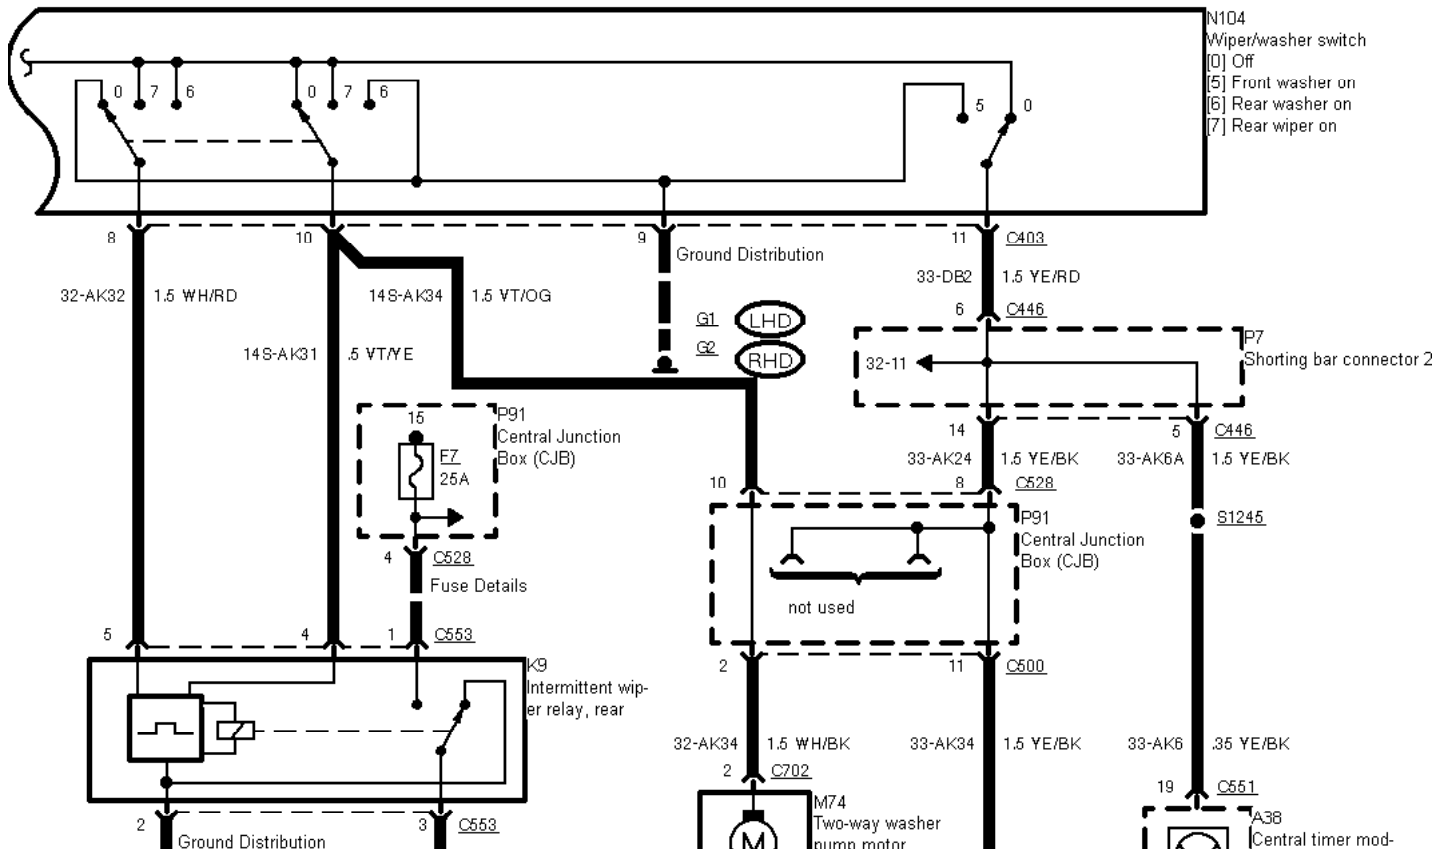 N104
Wiper/washer switch
[0] Off
[5] Front washer on
[6] Rear washer on
[7] Rear wiper on
0 7 6
0 7 6
5 0
8
10
9
11 C403
Ground Distribution
32-AK32 1.5 WH/RD
14S-AK34 1.5 VT/OG
33-DB2 1.5 YE/RD
6 C446
G1 LHD
G2 RHD
14S-AK31 .5 VT/YE
P7
Shorting bar connector 2
32-11
15
F7
25A
P91
Central Junction
Box (CJB)
14
5 C446
33-AK24 1.5 YE/BK
33-AK6A 1.5 YE/BK
10
8 C528
S1245
P91
Central Junction
Box (CJB)
not used
4 C528
Fuse Details
5
4
1 C553
K9
Intermittent wip-
er relay, rear
2
11 C500
32-AK34 1.5 WH/BK
33-AK34 1.5 YE/BK
33-AK6 .35 YE/BK
2 C702
19 C551
M74
Two-way washer
pump motor
M
A38
Central timer mod-
2
3 C553
Ground Distribution